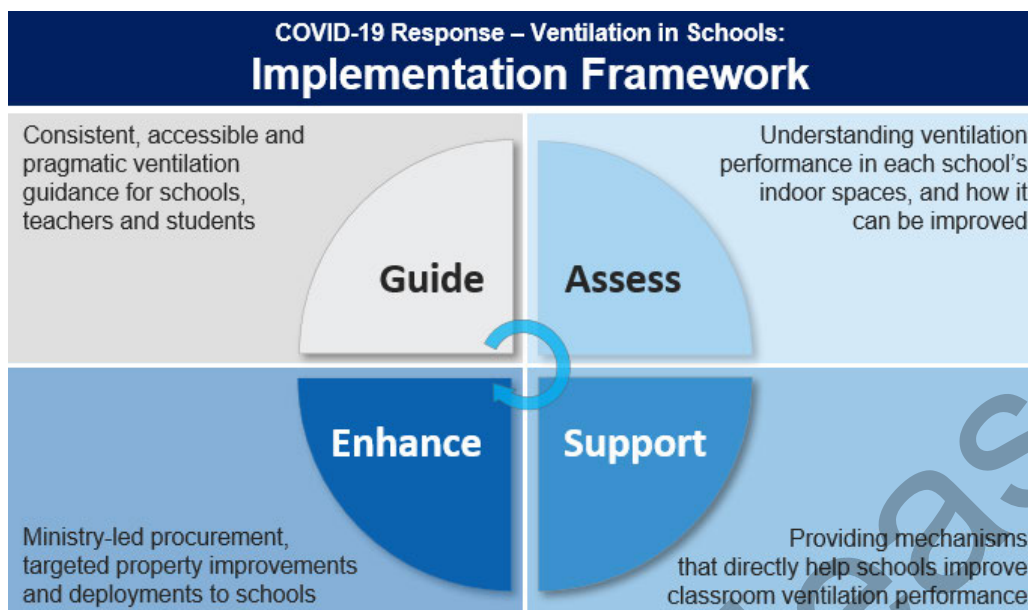 COVID-19 Response – Ventilation in Schools:
Implementation Framework
Consistent, accessible and
pragmatic ventilation
guidance for schools,
teachers and students
Guide
Understanding ventilation
performance in each school's
indoor spaces, and how it
can be improved
Assess
Enhance
Ministry-led procurement,
targeted property improvements
and deployments to schools
Support
Providing mechanisms
that directly help schools improve
classroom ventilation performance
eas